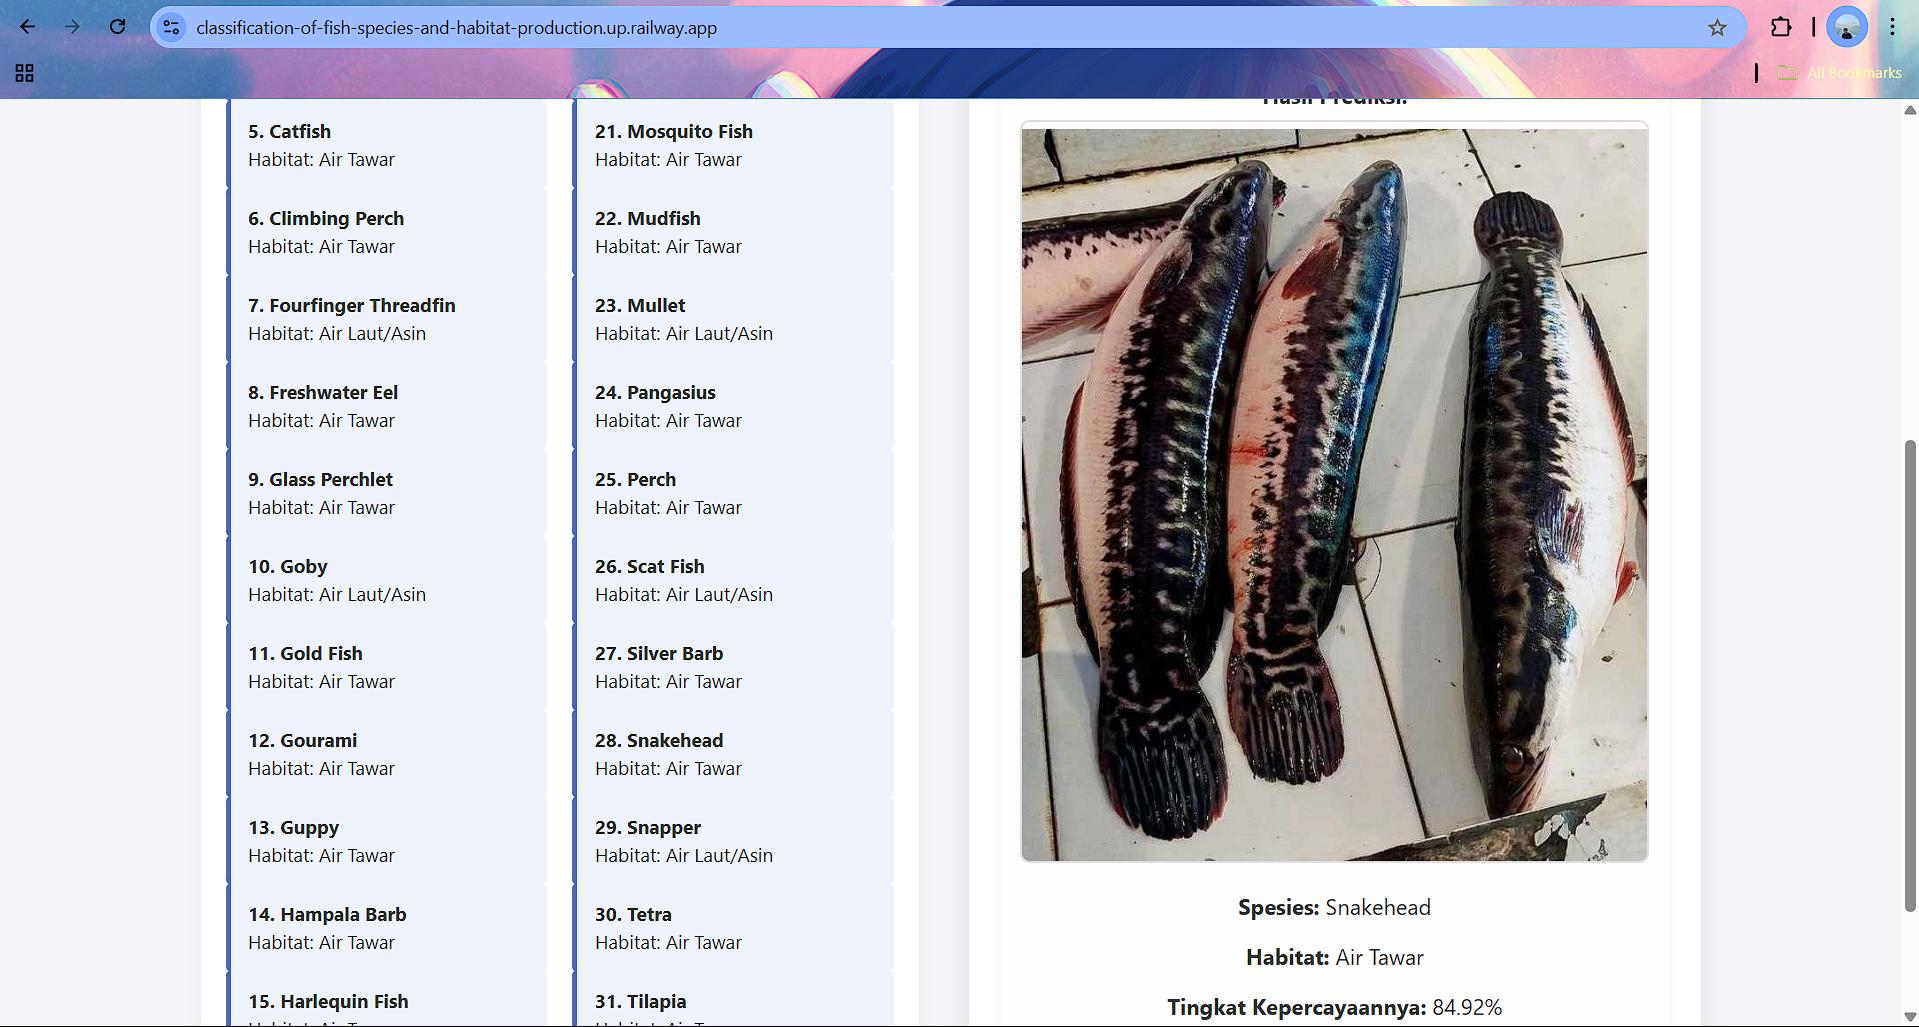 classification-of-fish-species-and-habitat-production.up.railway.app
All Bookmarks
5. Catfish
Habitat: Air Tawar
6. Climbing Perch
Habitat: Air Tawar
7. Fourfinger Threadfin
Habitat: Air Laut/Asin
8. Freshwater Eel
Habitat: Air Tawar
9. Glass Perchlet
Habitat: Air Tawar
10. Goby
Habitat: Air Laut/Asin
11. Gold Fish
Habitat: Air Tawar
12. Gourami
Habitat: Air Tawar
13. Guppy
Habitat: Air Tawar
14. Hampala Barb
Habitat: Air Tawar
15. Harlequin Fish
21. Mosquito Fish
Habitat: Air Tawar
22. Mudfish
Habitat: Air Tawar
23. Mullet
Habitat: Air Laut/Asin
24. Pangasius
Habitat: Air Tawar
25. Perch
Habitat: Air Tawar
26. Scat Fish
Habitat: Air Laut/Asin
27. Silver Barb
Habitat: Air Tawar
28. Snakehead
Habitat: Air Tawar
29. Snapper
Habitat: Air Laut/Asin
30. Tetra
Habitat: Air Tawar
31. Tilapia
Hasil Prediksi:
Spesies: Snakehead
Habitat: Air Tawar
Tingkat Kepercayaannya: 84.92%